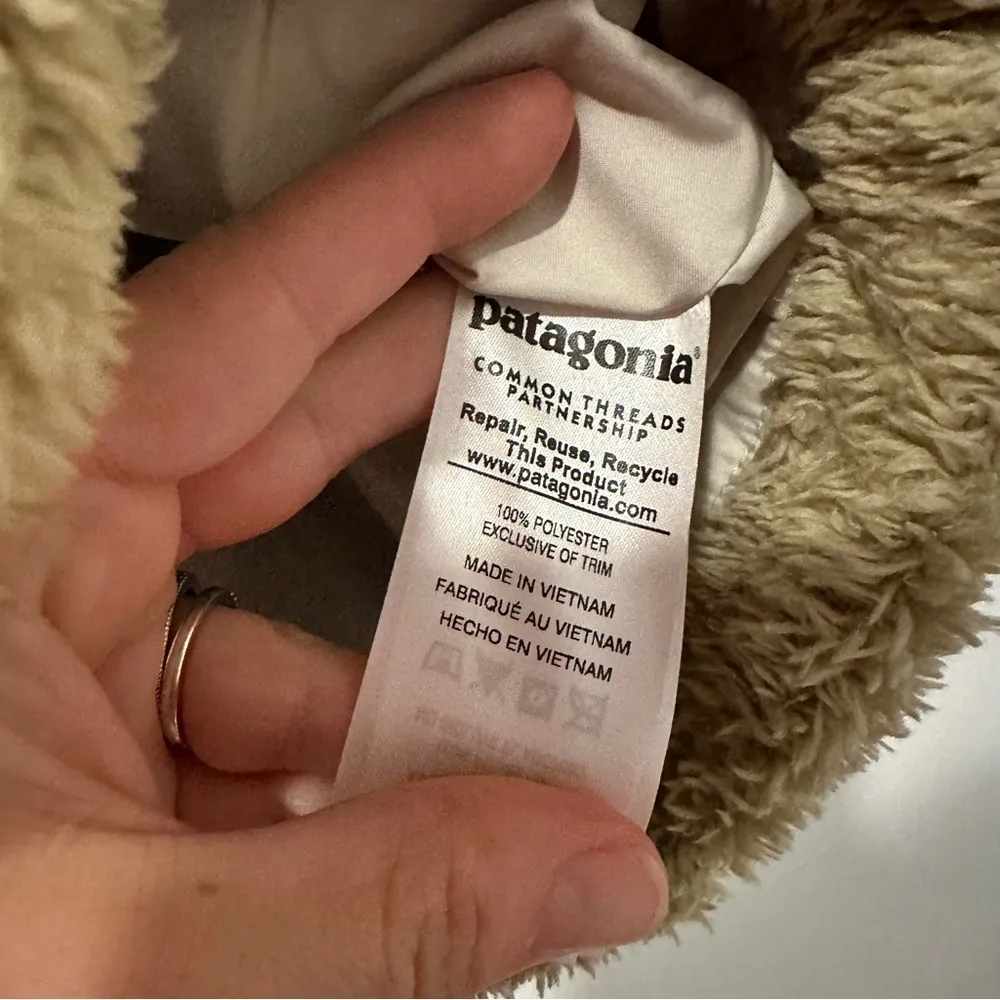 patagonia®
COMMON THREADS
PARTNERSHIP
Repair, Reuse, Recycle
This Product
www.patagonia.com
100% POLYESTER
EXCLUSIVE OF TRIM
MADE IN VIETNAM
FABRIQUÉ AU VIETNAM
HECHO EN VIETNAM